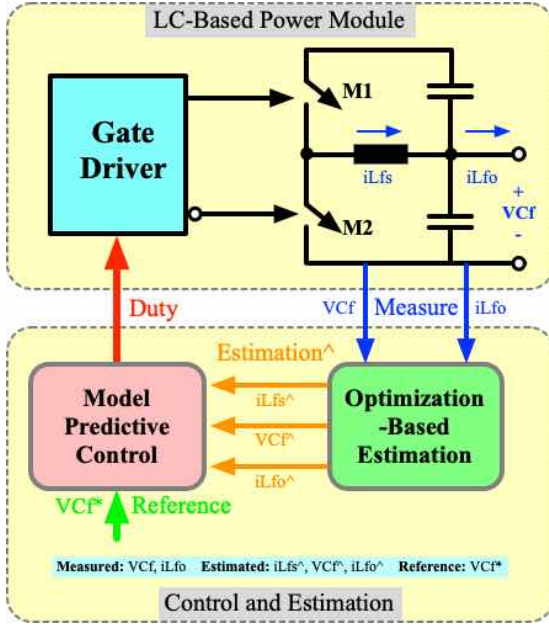 LC-Based Power Module
Gate
Driver
M1
iLfs
iLfo
+
VCf
-
M2
Duty
VCf
Measure
iLfo
Estimation^
Model
Predictive
Control
iLfs^
VCf^
iLfo^
Optimization
-Based
Estimation
VCf*
Reference
Measured: VCf, iLfo Estimated: iLfs^, VCf^, iLfo^ Reference: VCf*
Control and Estimation